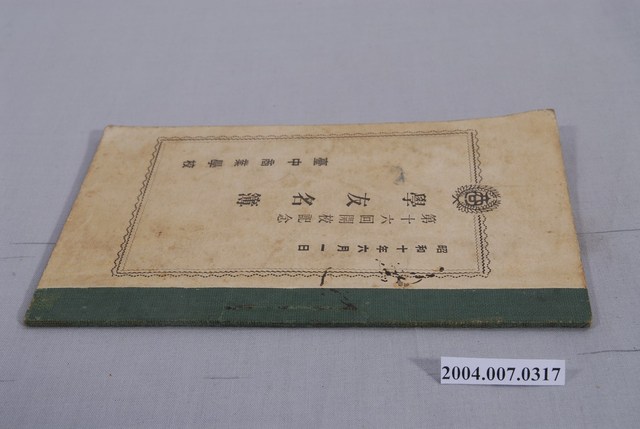 昭和十年六月一日
第十六回開校記念
學友名簿
臺中商業學校
商
2004.007.0317